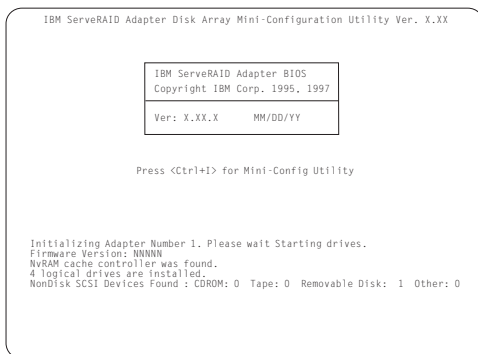 IBM ServeRAID Adapter Disk Array Mini-Configuration Utility Ver. X.XX
IBM ServeRAID Adapter BIOS
Copyright IBM Corp. 1995, 1997
Ver: X.XX.X MM/DD/YY
Press <Ctrl+I> for Mini-Config Utility
Initializing Adapter Number 1. Please wait Starting drives.
Firmware Version: NNNNN
NvRAM cache controller was found.
4 logical drives are installed.
NonDisk SCSI Devices Found : CDROM: 0 Tape: 0 Removable Disk: 1 Other: 0